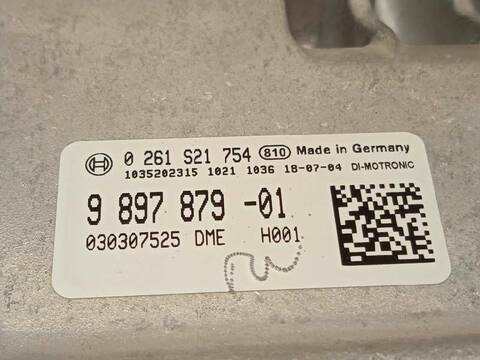 0 261 S21 754 810 Made in Germany
1035202315 1021 1036 18-07-04 DI-MOTRONIC
9 897 879 -01
030307525 DME H001